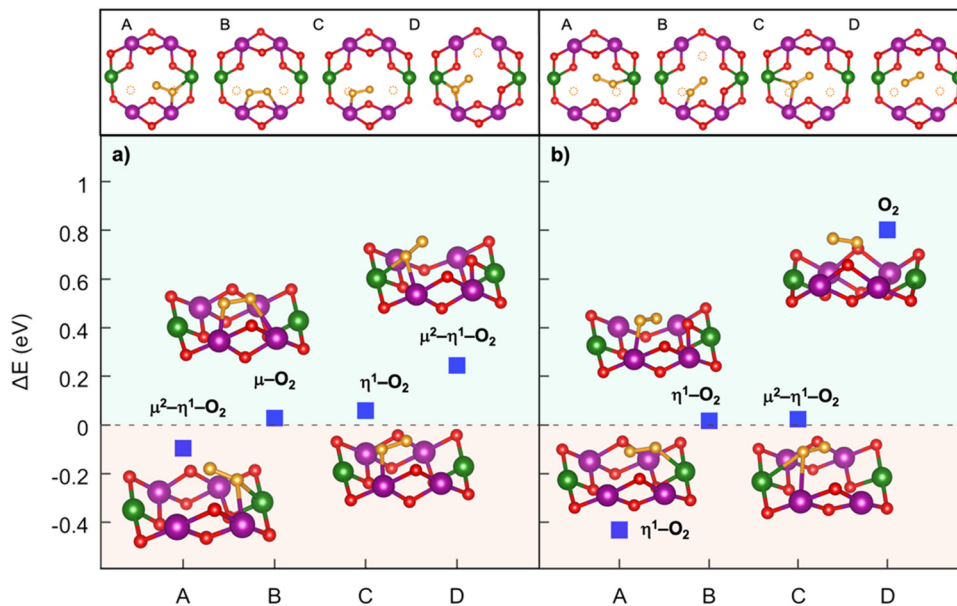 A B C D A B C D
a) b)
1
0.8
0.6
0.4
0.2
0
-0.2
-0.4
ΔE (eV)
O₂
μ²–η¹–O₂
μ–O₂
η¹–O₂
μ²–η¹–O₂
η¹–O₂
μ²–η¹–O₂
η¹–O₂
A B C D A B C D